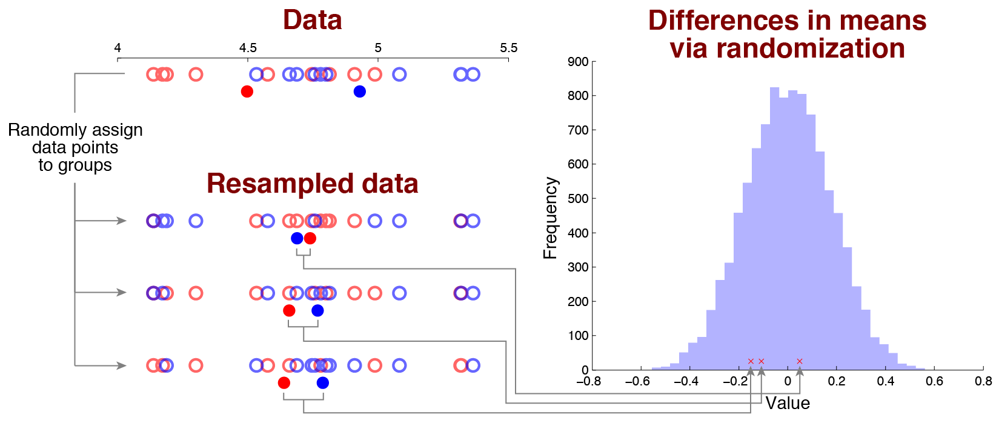 Data
4 4.5 5 5.5
Randomly assign
data points
to groups
Resampled data
Differences in means
via randomization
900
800
700
600
500
400
300
200
100
0
Frequency
−0.8 −0.6 −0.4 −0.2 0 0.2 0.4 0.6 0.8
Value